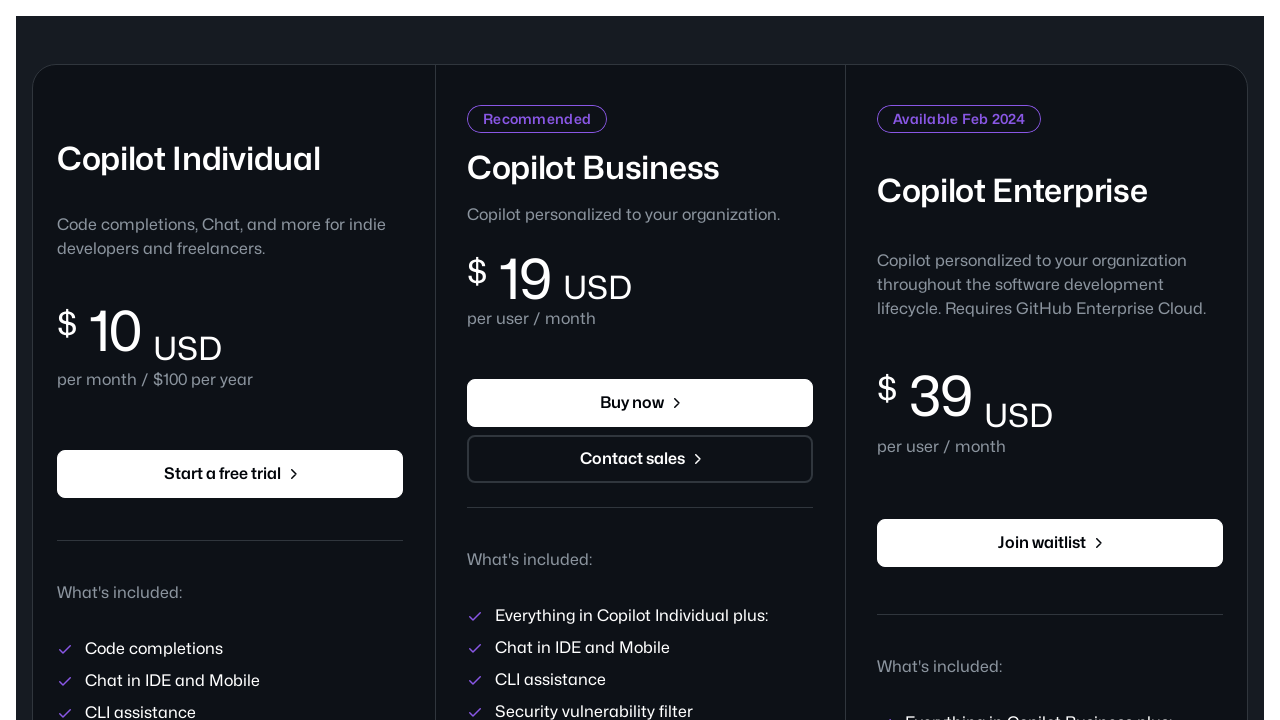 Copilot Individual
Code completions, Chat, and more for indie
developers and freelancers.
$ 10 USD
per month / $100 per year
Start a free trial
What's included:
Code completions
Chat in IDE and Mobile
CLI assistance
Recommended
Copilot Business
Copilot personalized to your organization.
$ 19 USD
per user / month
Buy now
Contact sales
What's included:
Everything in Copilot Individual plus:
Chat in IDE and Mobile
CLI assistance
Security vulnerability filter
Available Feb 2024
Copilot Enterprise
Copilot personalized to your organization
throughout the software development
lifecycle. Requires GitHub Enterprise Cloud.
$ 39 USD
per user / month
Join waitlist
What's included:
Everything in Copilot Business plus: